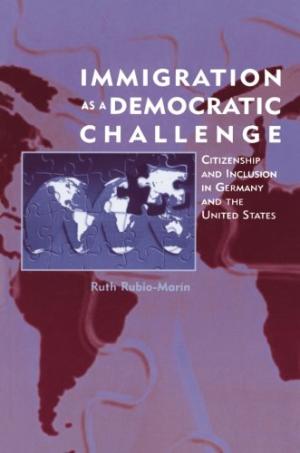 IMMIGRATION
AS A DEMOCRATIC
CHALLENGE
CITIZENSHIP
AND INCLUSION
IN GERMANY
AND THE
UNITED STATES
Ruth Rubio-Marín